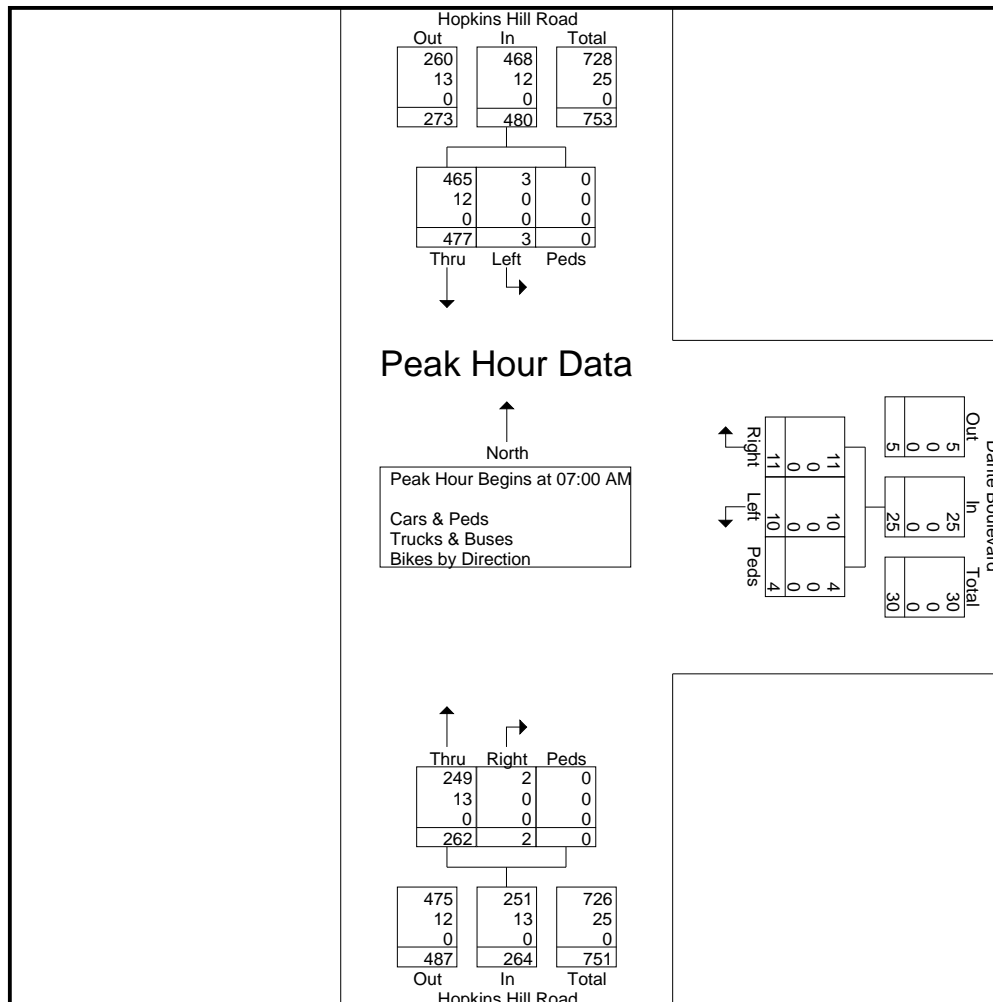 Hopkins Hill Road
Out In Total
260 468 728
13 12 25
0 0 0
273 480 753
465 3 0
12 0 0
0 0 0
477 3 0
Thru Left Peds
Peak Hour Data
North
Peak Hour Begins at 07:00 AM
Cars & Peds
Trucks & Buses
Bikes by Direction
Dante Boulevard
Out In Total
5 25 30
0 0 0
0 0 0
5 25 30
11 10 4
0 0 0
0 0 0
11 10 4
Right Left Peds
Thru Right Peds
249 2 0
13 0 0
0 0 0
262 2 0
475 251 726
12 13 25
0 0 0
487 264 751
Out In Total
Hopkins Hill Road